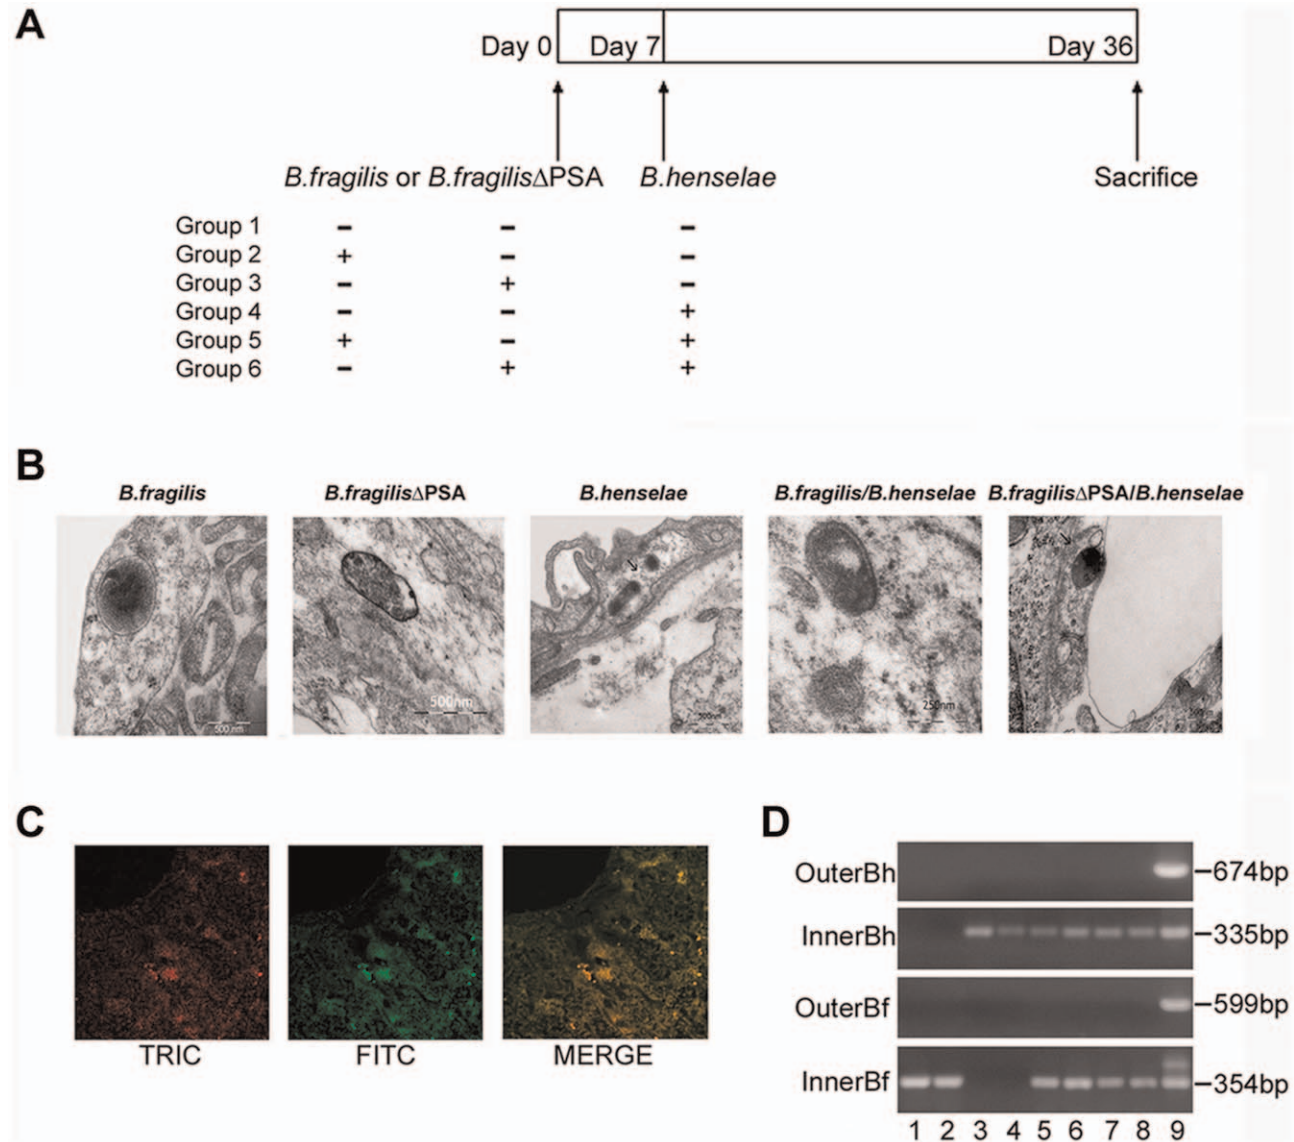 A
Day 0 Day 7 Day 36
B.fragilis or B.fragilisΔPSA B.henselae Sacrifice
Group 1 - - -
Group 2 + - -
Group 3 - + -
Group 4 - - +
Group 5 + - +
Group 6 - + +
B
B.fragilis B.fragilisΔPSA B.henselae B.fragilis/B.henselae B.fragilisΔPSA/B.henselae
500 nm 500nm 500nm 250nm
C
TRIC FITC MERGE
D
OuterBh 674bp
InnerBh 335bp
OuterBf 599bp
InnerBf 354bp
1 2 3 4 5 6 7 8 9